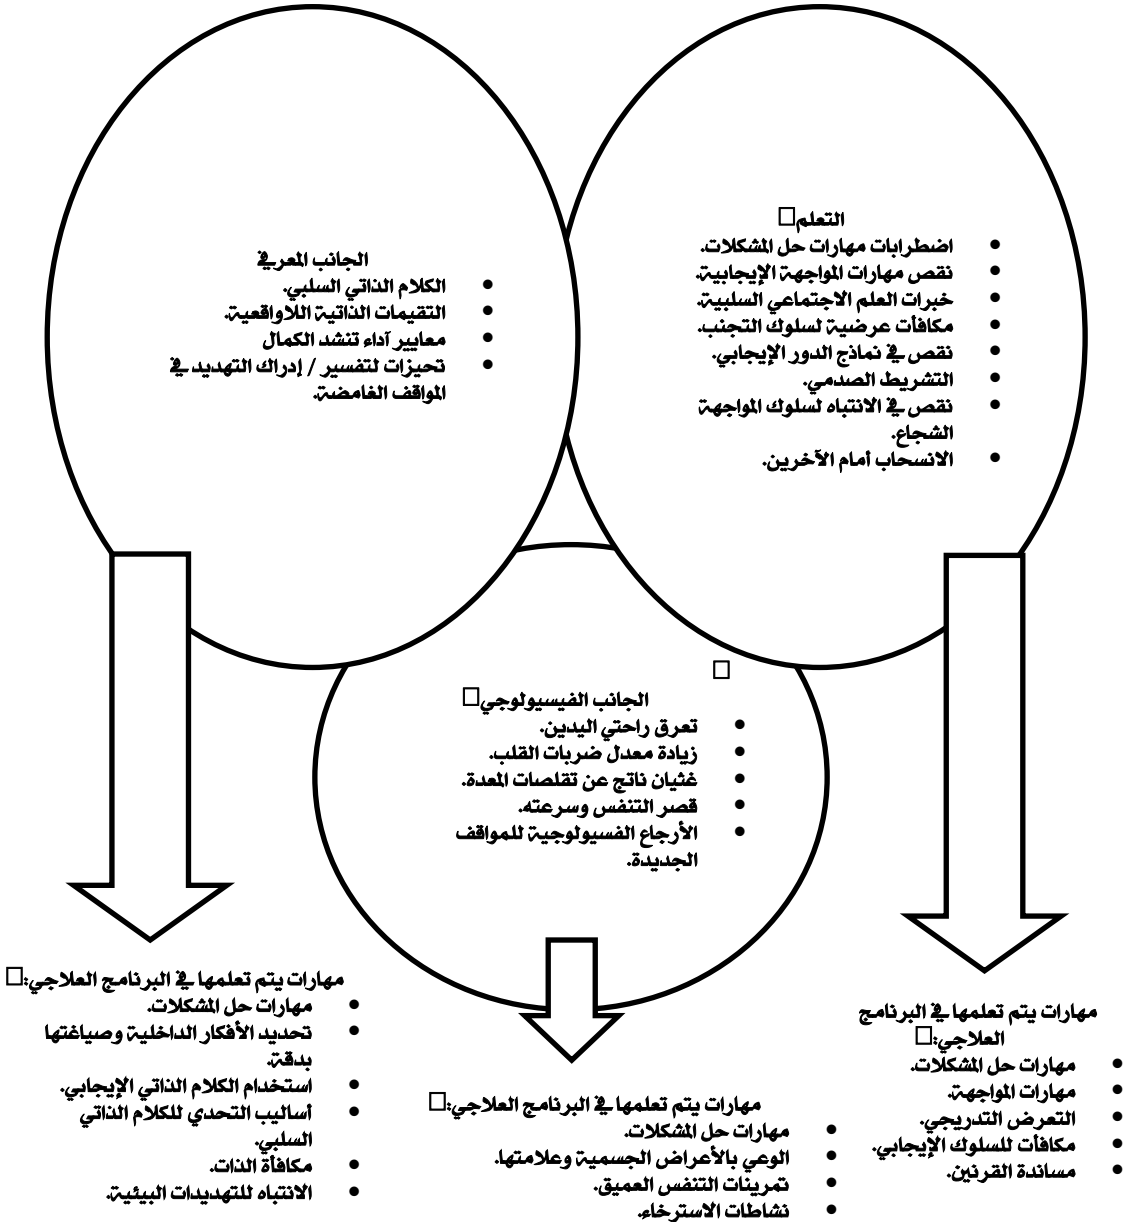 التعلم
• اضطرابات مهارات حل المشكلات.
• نقص مهارات المواجهة الإيجابية.
• خبرات العلم الاجتماعي السلبية.
• مكافأت عرضية لسلوك التجنب.
• نقص في نماذج الدور الإيجابي.
• التشريط الصدمي.
• نقص في الانتباه لسلوك المواجهة
الشجاع.
• الانسحاب أمام الآخرين.
الجانب المعرفي
• الكلام الذاتي السلبي.
• التقيمات الذاتية اللاواقعية.
• معايير آداء تنشد الكمال
• تحيزات لتفسير / إدراك التهديد في
المواقف الغامضة.
الجانب الفيسيولوجي
• تعرق راحتي اليدين.
• زيادة معدل ضربات القلب.
• غثيان ناتج عن تقلصات المعدة.
• قصر التنفس وسرعته.
• الأرجاع الفسيولوجية للمواقف
الجديدة.
مهارات يتم تعلمها في البرنامج
العلاجي:
• مهارات حل المشكلات.
• مهارات المواجهة.
• التعرض التدريجي.
• مكافأت للسلوك الإيجابي.
• مساندة القرنين.
مهارات يتم تعلمها في البرنامج العلاجي:
• مهارات حل المشكلات.
• الوعي بالأعراض الجسمية وعلامتها.
• تمرينات التنفس العميق.
• نشاطات الاسترخاء.
مهارات يتم تعلمها في البرنامج العلاجي:
• مهارات حل المشكلات.
• تحديد الأفكار الداخلية وصياغتها
بدقة.
• استخدام الكلام الذاتي الإيجابي.
• أساليب التحدي للكلام الذاتي
السلبي.
• مكافأة الذات.
• الانتباه للتهديدات البيئية.